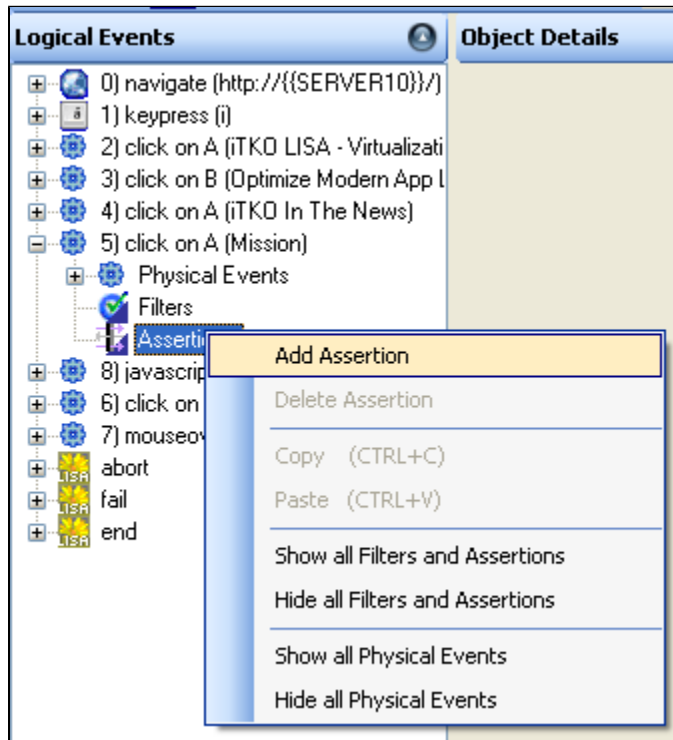 Logical Events
Object Details
0) navigate (http://{{SERVER10}}/)
1) keypress (i)
2) click on A (iTKO LISA - Virtualizati
3) click on B (Optimize Modern App L
4) click on A (iTKO In The News)
5) click on A (Mission)
Physical Events
Filters
Asserti
Add Assertion
8) javascrip
Delete Assertion
6) click on
7) mouseov
Copy (CTRL+C)
LISA abort
Paste (CTRL+V)
LISA fail
LISA end
Show all Filters and Assertions
Hide all Filters and Assertions
Show all Physical Events
Hide all Physical Events